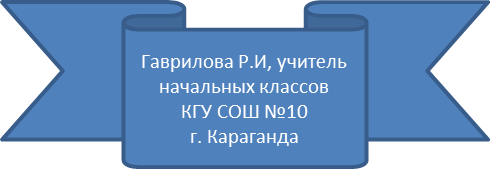 Гаврилова Р.И, учитель
начальных классов
КГУ СОШ №10
г. Караганда